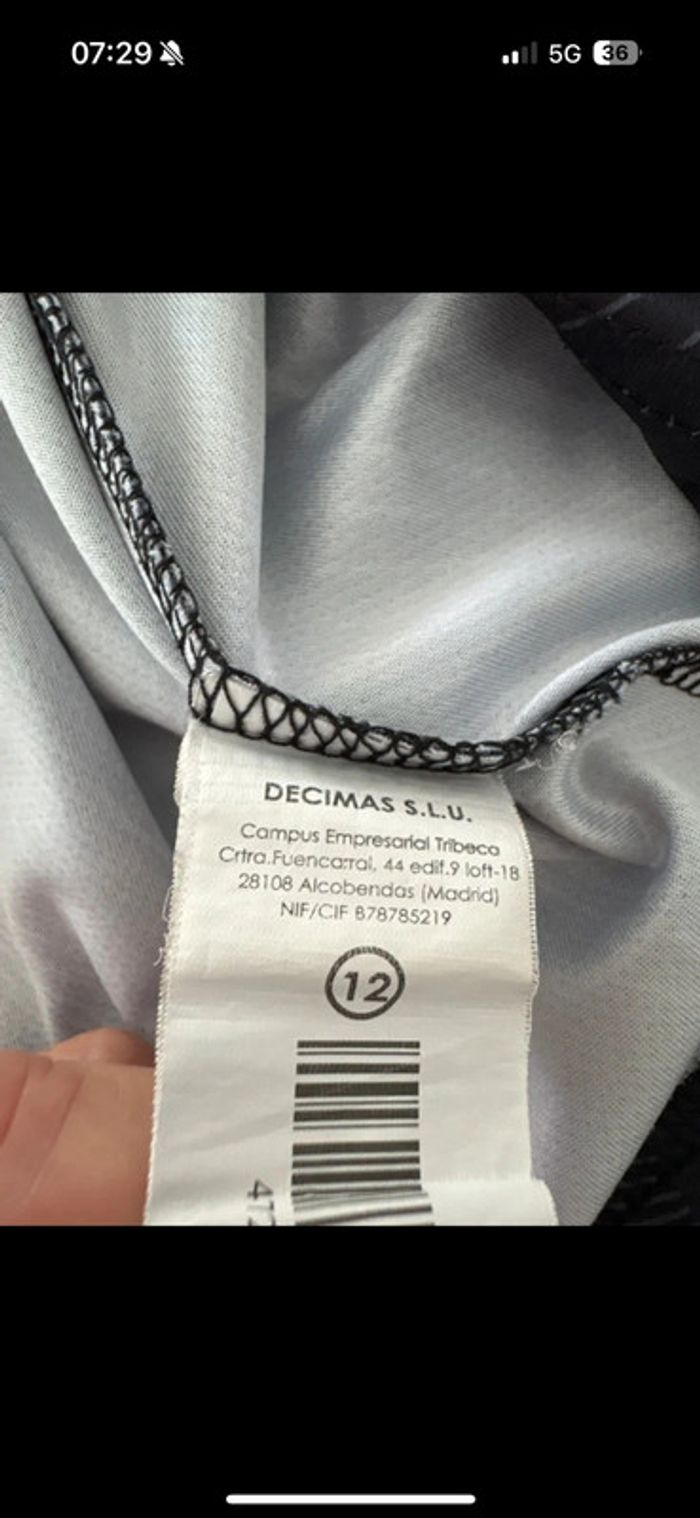 07:29
5G 36
DECIMAS S.L.U.
Campus Empresarial Tribeca
Crtra.Fuencarral, 44 edif.9 loft-18
28108 Alcobendas (Madrid)
NIF/CIF B78785219
12